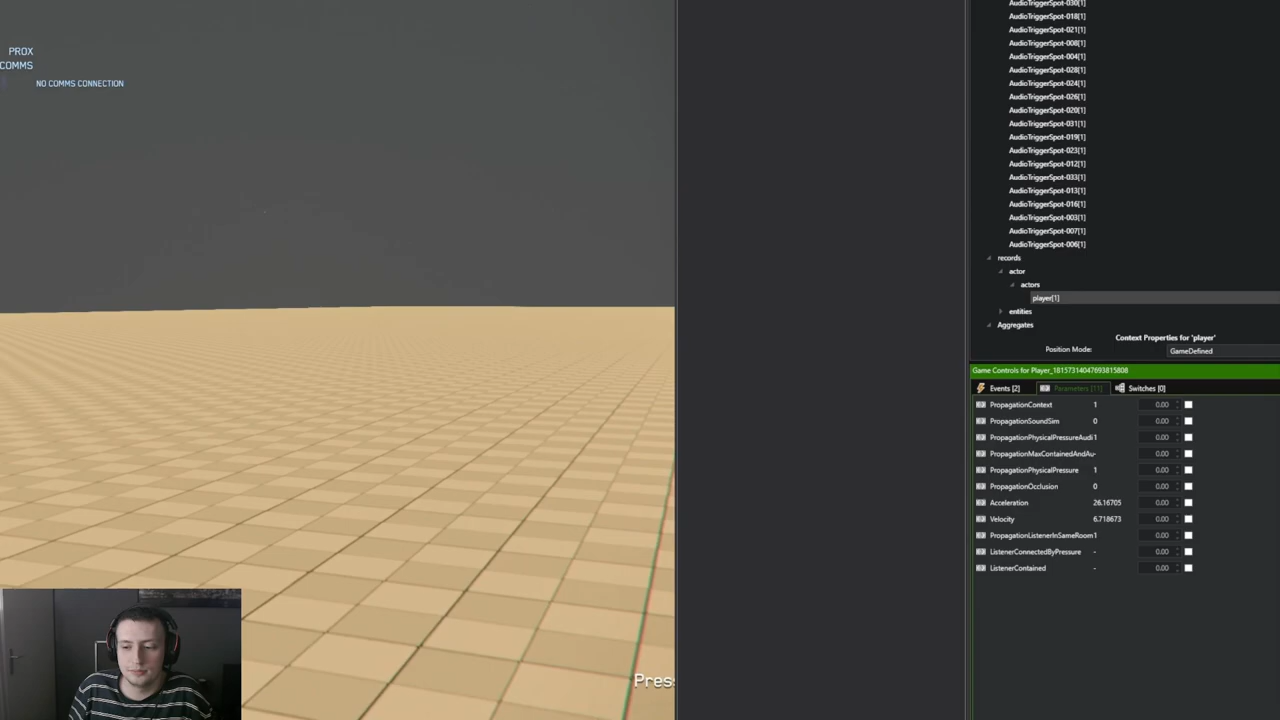 PROX
COMMS
NO COMMS CONNECTION
Press
AudioTriggerSpot-030[1]
AudioTriggerSpot-018[1]
AudioTriggerSpot-021[1]
AudioTriggerSpot-008[1]
AudioTriggerSpot-004[1]
AudioTriggerSpot-028[1]
AudioTriggerSpot-024[1]
AudioTriggerSpot-026[1]
AudioTriggerSpot-020[1]
AudioTriggerSpot-031[1]
AudioTriggerSpot-019[1]
AudioTriggerSpot-023[1]
AudioTriggerSpot-012[1]
AudioTriggerSpot-033[1]
AudioTriggerSpot-013[1]
AudioTriggerSpot-016[1]
AudioTriggerSpot-003[1]
AudioTriggerSpot-007[1]
AudioTriggerSpot-006[1]
records
actor
actors
player[1]
entities
Aggregates
Context Properties for 'player'
Position Mode: GameDefined
Game Controls for Player_18157314047693815808
Events [2] Parameters [11] Switches [0]
PropagationContext 1 0.00
PropagationSoundSim 0 0.00
PropagationPhysicalPressureAudi 1 0.00
PropagationMaxContainedAndAu- 0.00
PropagationPhysicalPressure 1 0.00
PropagationOcclusion 0 0.00
Acceleration 26.16705 0.00
Velocity 6.718673 0.00
PropagationListenerInSameRoom 1 0.00
ListenerConnectedByPressure - 0.00
ListenerContained - 0.00